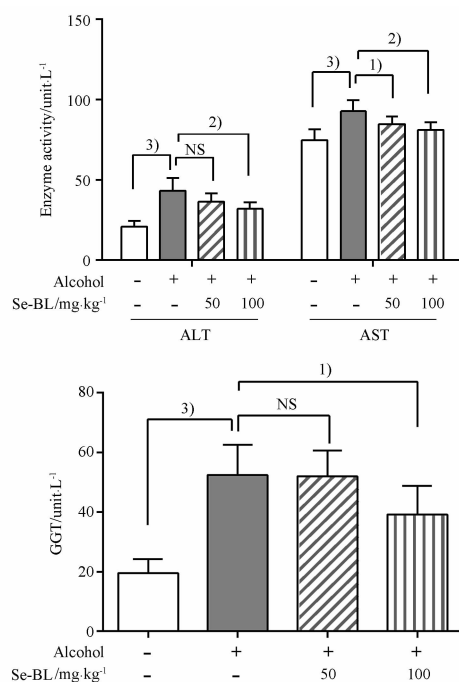 150
100
50
0
Enzyme activity/unit·L-1
3)
NS
2)
3)
1)
2)
Alcohol - + + + - + + +
Se-BL/mg·kg-1 - - 50 100 - - 50 100
ALT AST
80
60
40
20
0
GGT/unit·L-1
3)
NS
1)
Alcohol - + + +
Se-BL/mg·kg-1 - - 50 100